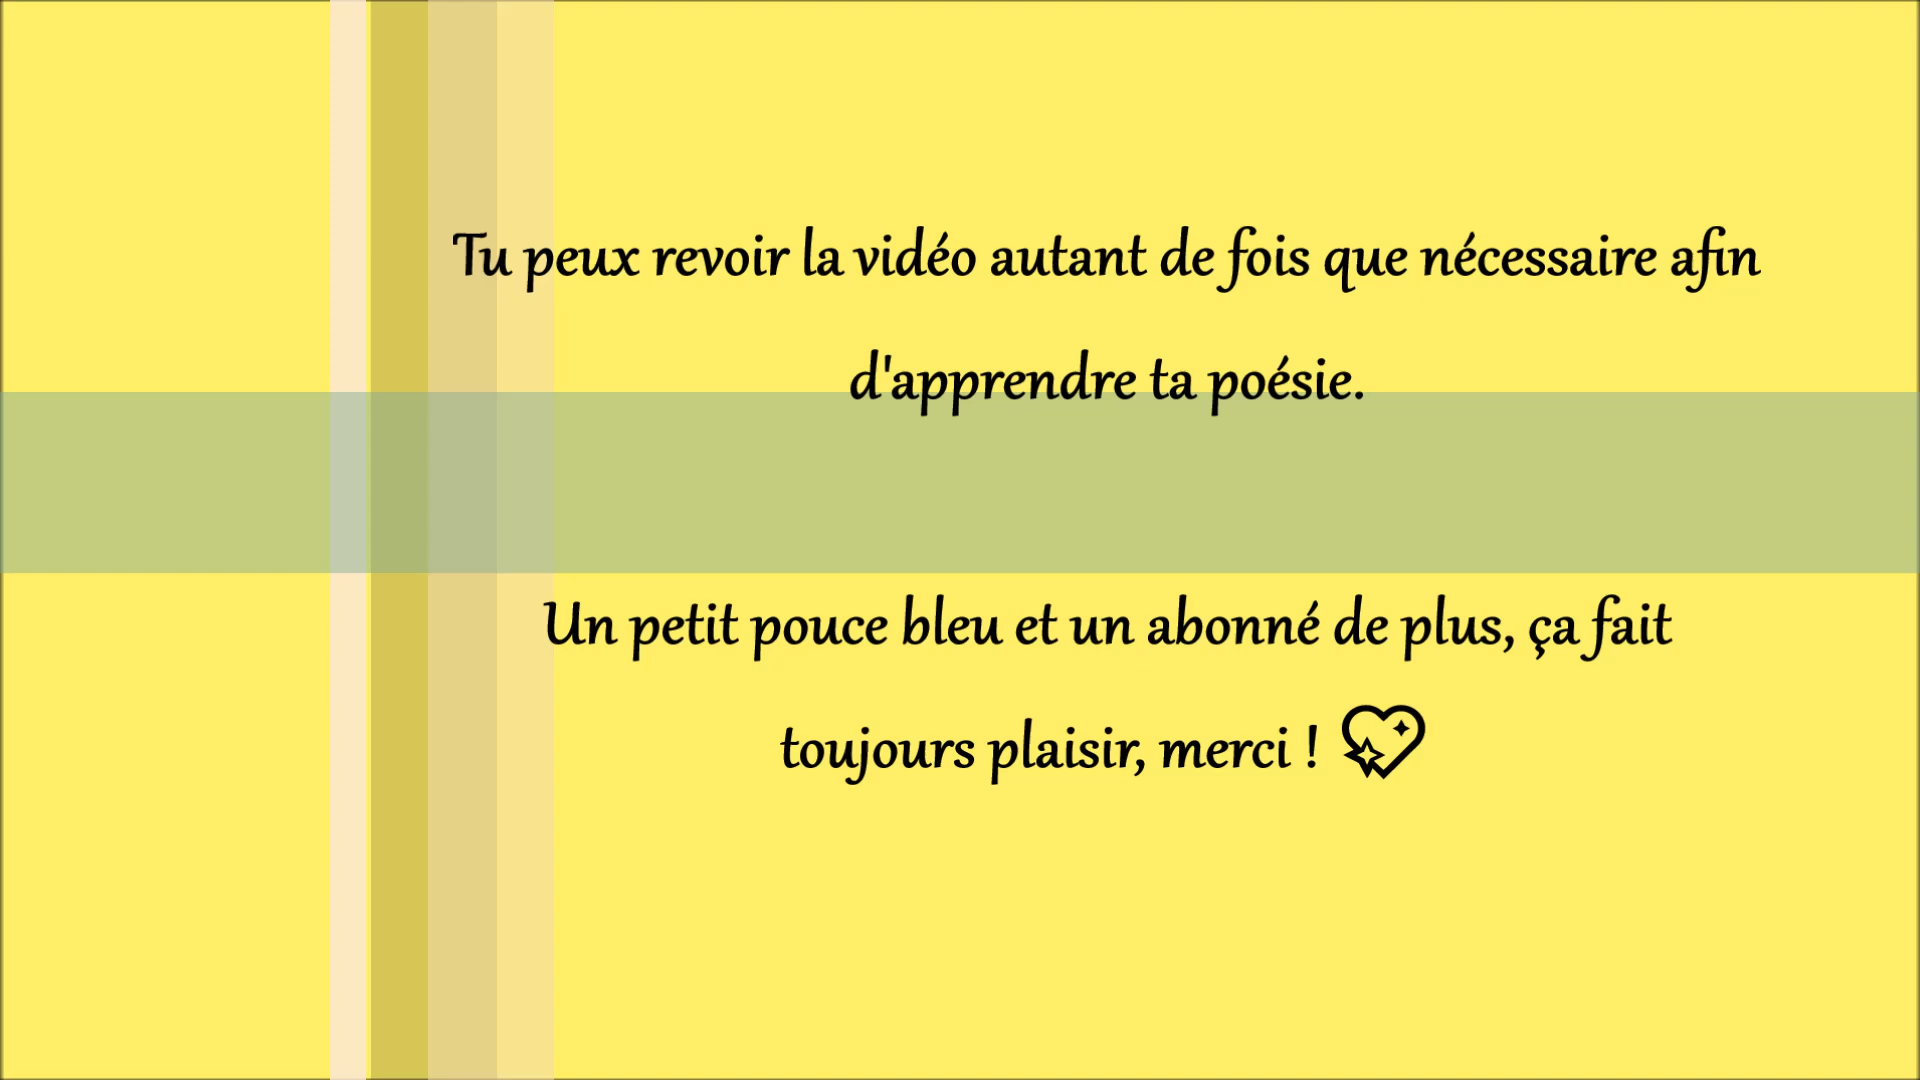 Tu peux revoir la vidéo autant de fois que nécessaire afin
d'apprendre ta poésie.
Un petit pouce bleu et un abonné de plus, ça fait
toujours plaisir, merci ! 💖